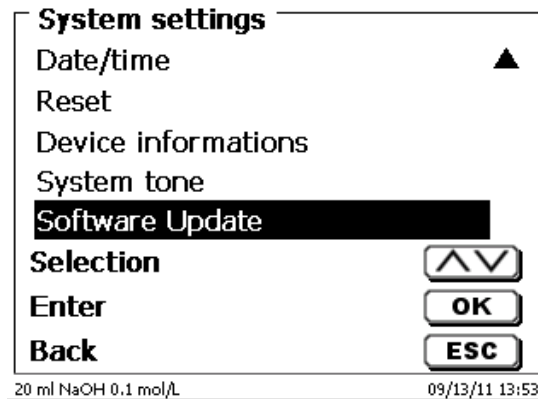 System settings
Date/time
Reset
Device informations
System tone
Software Update
Selection
Enter OK
Back ESC
20 ml NaOH 0.1 mol/L 09/13/11 13:53